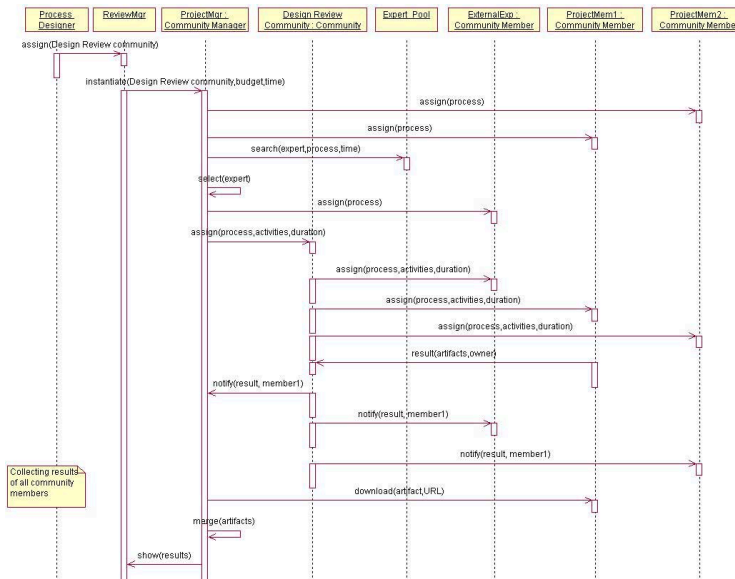 Process
Designer
ReviewMgr
ProjectMgr :
Community Manager
Design Review
Community : Community
Expert_Pool
ExternalExp :
Community Member
ProjectMem1 :
Community Member
ProjectMem2 :
Community Member
assign(Design Review community)
instantiate(Design Review community,budget,time)
assign(process)
assign(process)
search(expert,process,time)
select(expert)
assign(process)
assign(process,activities,duration)
assign(process,activities,duration)
assign(process,activities,duration)
assign(process,activities,duration)
result(artifacts,owner)
notify(result, member1)
notify(result, member1)
notify(result, member1)
Collecting results
of all community
members
download(artifact,URL)
merge(artifacts)
show(results)